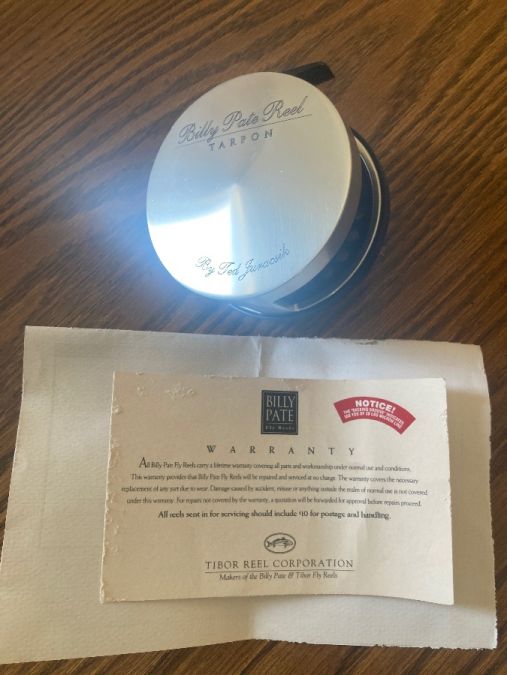 Billy Pate Reel
TARPON
By Ted Juracsik
BILLY
PATE
Fly Reels
NOTICE!
WARRANTY
All Billy Pate Fly Reels carry a lifetime warranty covering all parts and workmanship under normal use and conditions.
This warranty provides that Billy Pate Fly Reels will be repaired and serviced at no charge. The warranty covers the necessary
replacement of any part due to wear. Damage caused by accident, misuse or anything outside the realm of normal use is not covered
under this warranty. For repairs not covered by the warranty, a quotation will be forwarded for approval before repairs proceed.
All reels sent in for servicing should include $10 for postage and handling.
TIBOR REEL CORPORATION
Makers of the Billy Pate & Tibor Fly Reels